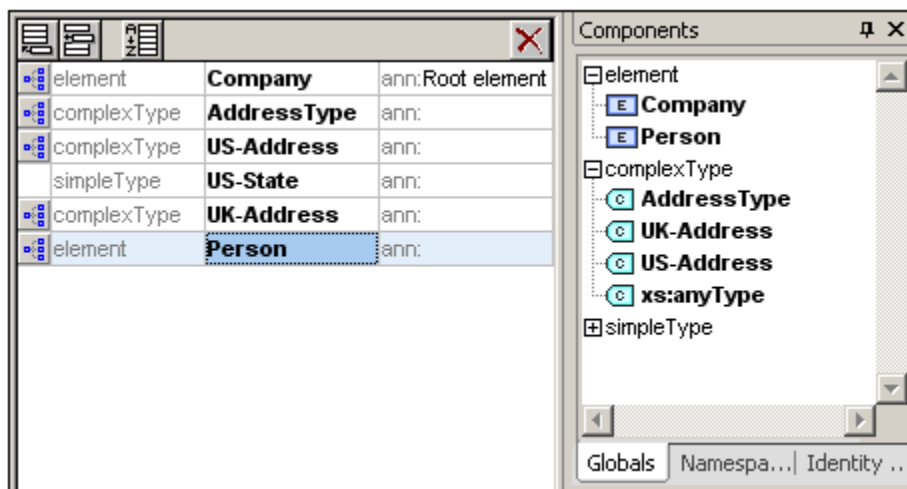 element Company ann:Root element
complexType AddressType ann:
complexType US-Address ann:
simpleType US-State ann:
complexType UK-Address ann:
element Person ann:
Components
element
E Company
E Person
complexType
C AddressType
C UK-Address
C US-Address
C xs:anyType
simpleType
Globals Namespa... Identity ..